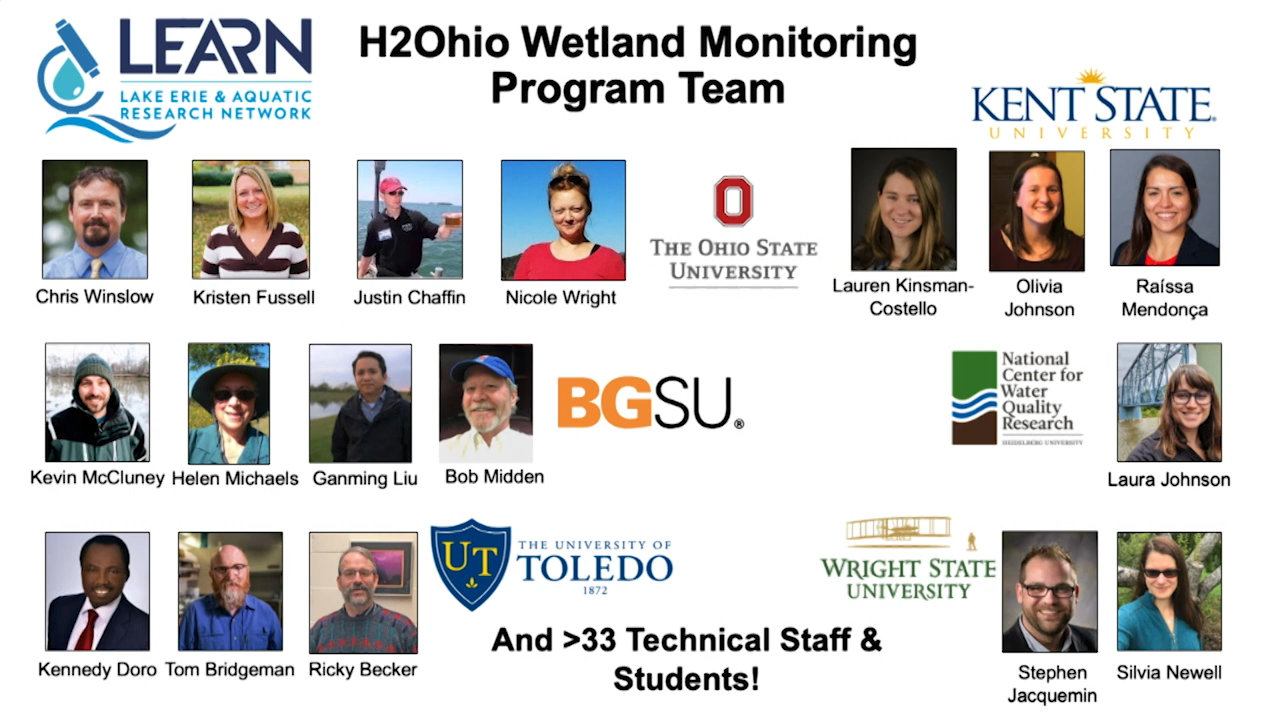 LEARN
LAKE ERIE & AQUATIC
RESEARCH NETWORK
H2Ohio Wetland Monitoring
Program Team
KENT STATE®
UNIVERSITY
O
THE OHIO STATE
UNIVERSITY
Chris Winslow
Kristen Fussell
Justin Chaffin
Nicole Wright
Lauren Kinsman-
Costello
Olivia
Johnson
Raíssa
Mendonça
BGSU®
National
Center for
Water
Quality
Research
HEIDELBERG UNIVERSITY
Kevin McCluney
Helen Michaels
Ganming Liu
Bob Midden
Laura Johnson
UT
THE UNIVERSITY OF
TOLEDO
1872
WRIGHT STATE
UNIVERSITY
Kennedy Doro
Tom Bridgeman
Ricky Becker
And >33 Technical Staff &
Students!
Stephen
Jacquemin
Silvia Newell